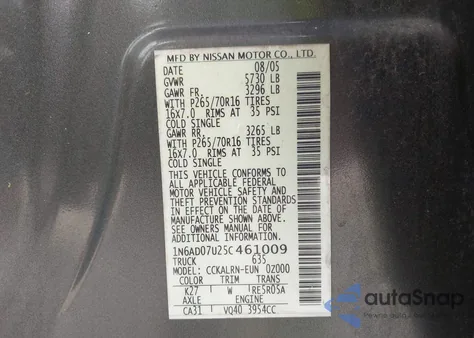 MFD BY NISSAN MOTOR CO., LTD.
DATE 08/05
GVWR 5730 LB
GAWR FR. 3296 LB
WITH P265/70R16 TIRES
16x7.0 RIMS AT 35 PSI
COLD SINGLE
GAWR RR. 3265 LB
WITH P265/70R16 TIRES
16x7.0 RIMS AT 35 PSI
COLD SINGLE
THIS VEHICLE CONFORMS TO
ALL APPLICABLE FEDERAL
MOTOR VEHICLE SAFETY AND
THEFT PREVENTION STANDARDS
IN EFFECT ON THE DATE OF
MANUFACTURE SHOWN ABOVE.
SEE OWNERS MANUAL FOR
ADDITIONAL INFORMATION
1N6AD07U25C461009
TRUCK 635
MODEL: CCKALRN-EUN 0Z000
COLOR TRIM TRANS
K27 W RE5R05A
AXLE ENGINE
CA31 VQ40 3954CC
autoSnap